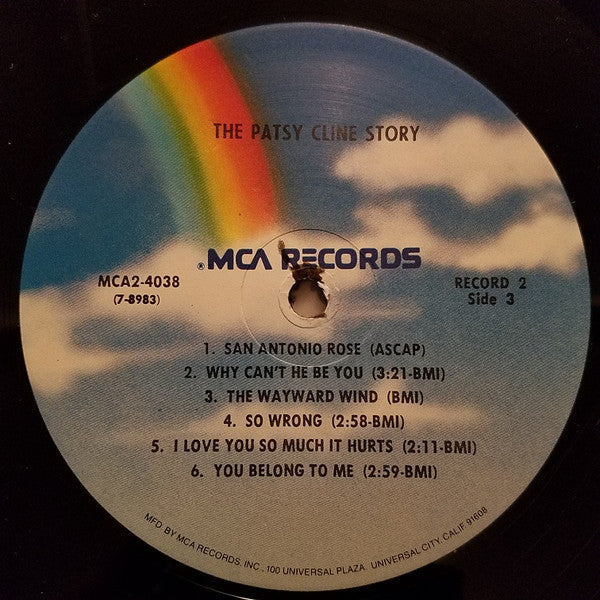 THE PATSY CLINE STORY
® MCA RECORDS
MCA2-4038
(7-8983)
RECORD 2
Side 3
1. SAN ANTONIO ROSE (ASCAP)
2. WHY CAN'T HE BE YOU (3:21-BMI)
3. THE WAYWARD WIND (BMI)
4. SO WRONG (2:58-BMI)
5. I LOVE YOU SO MUCH IT HURTS (2:11-BMI)
6. YOU BELONG TO ME (2:59-BMI)
MFD. BY MCA RECORDS, INC., 100 UNIVERSAL PLAZA. UNIVERSAL CITY, CALIF. 91608